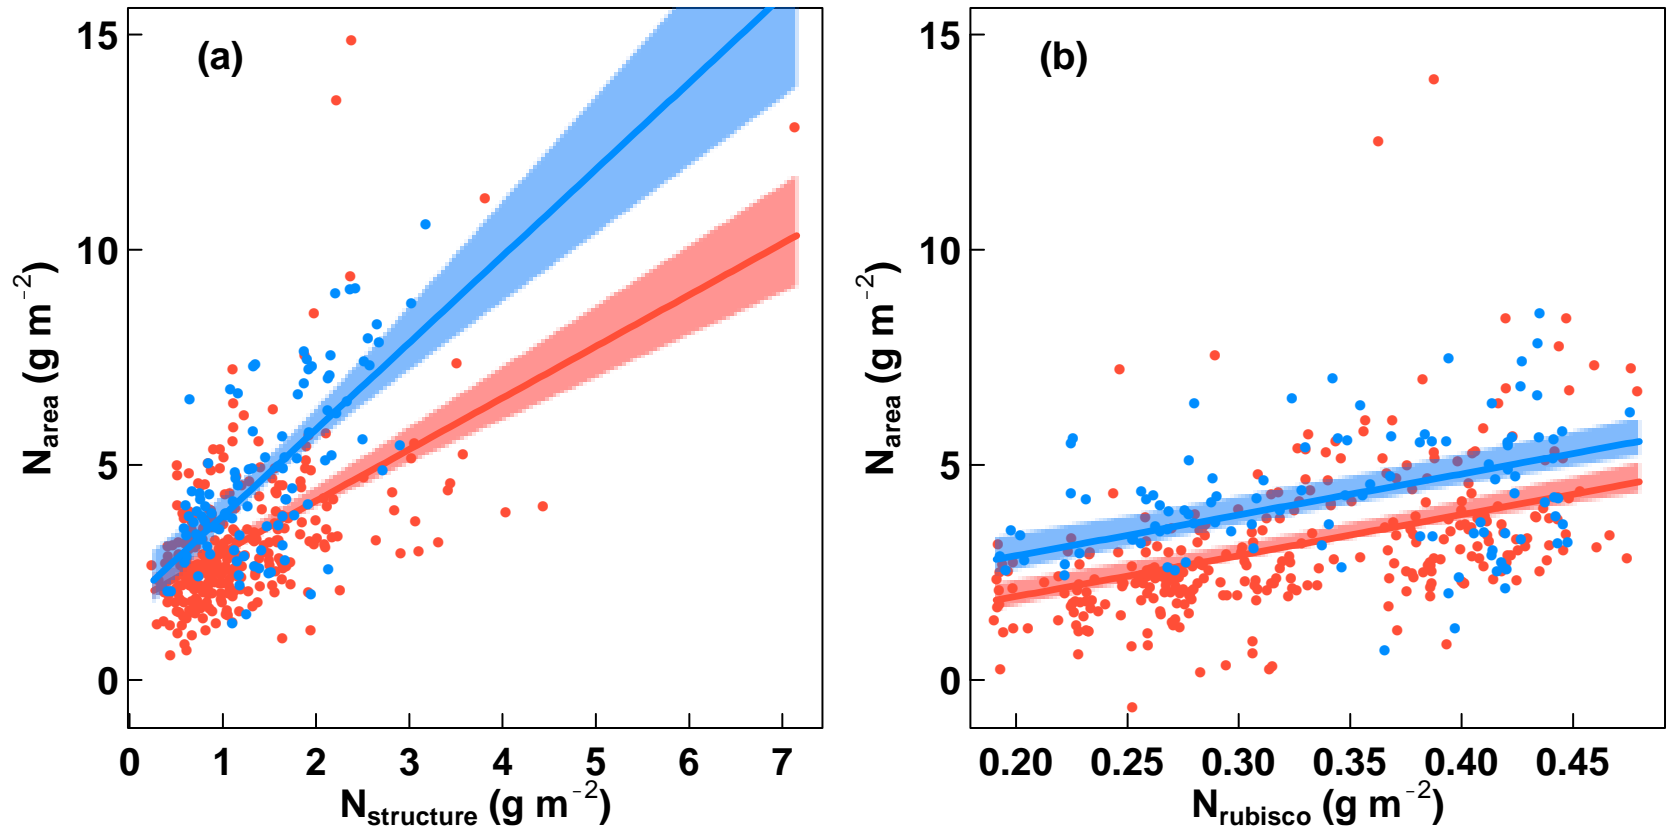 (a)
15
10
5
0
N_area (g m⁻²)
0 1 2 3 4 5 6 7
N_structure (g m⁻²)
(b)
15
10
5
0
N_area (g m⁻²)
0.20 0.25 0.30 0.35 0.40 0.45
N_rubisco (g m⁻²)